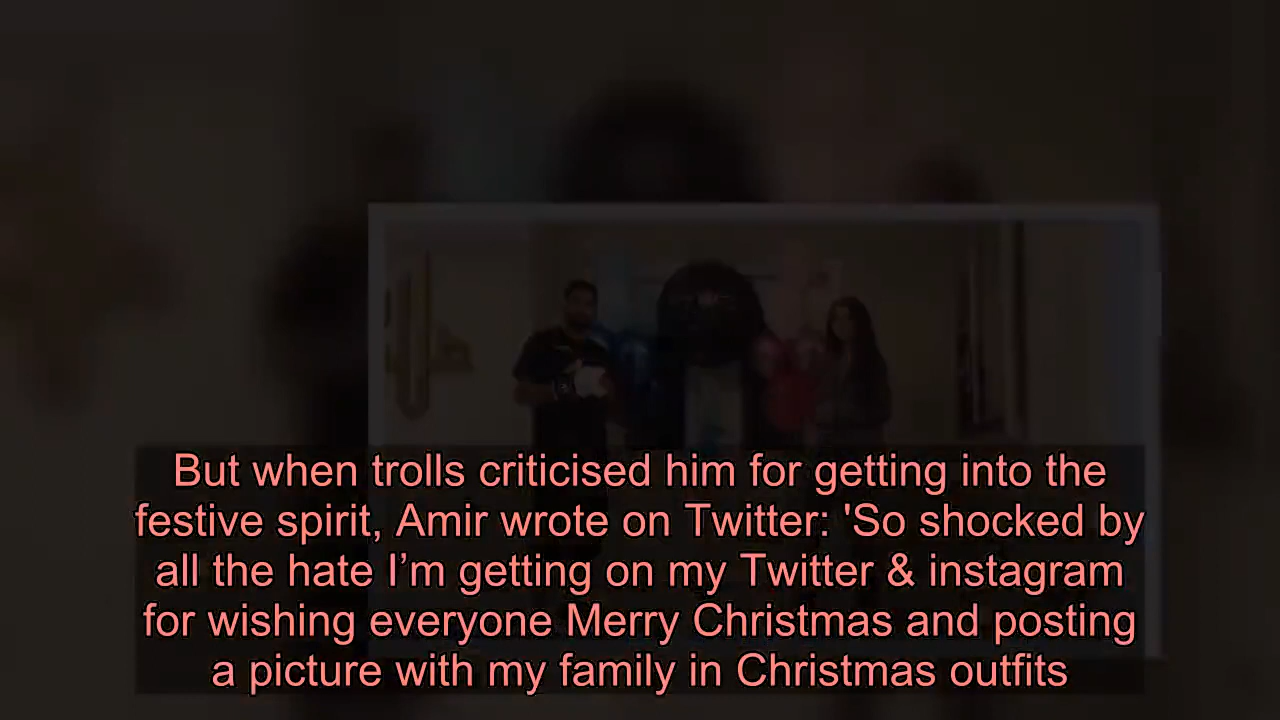 But when trolls criticised him for getting into the
festive spirit, Amir wrote on Twitter: 'So shocked by
all the hate I’m getting on my Twitter & instagram
for wishing everyone Merry Christmas and posting
a picture with my family in Christmas outfits